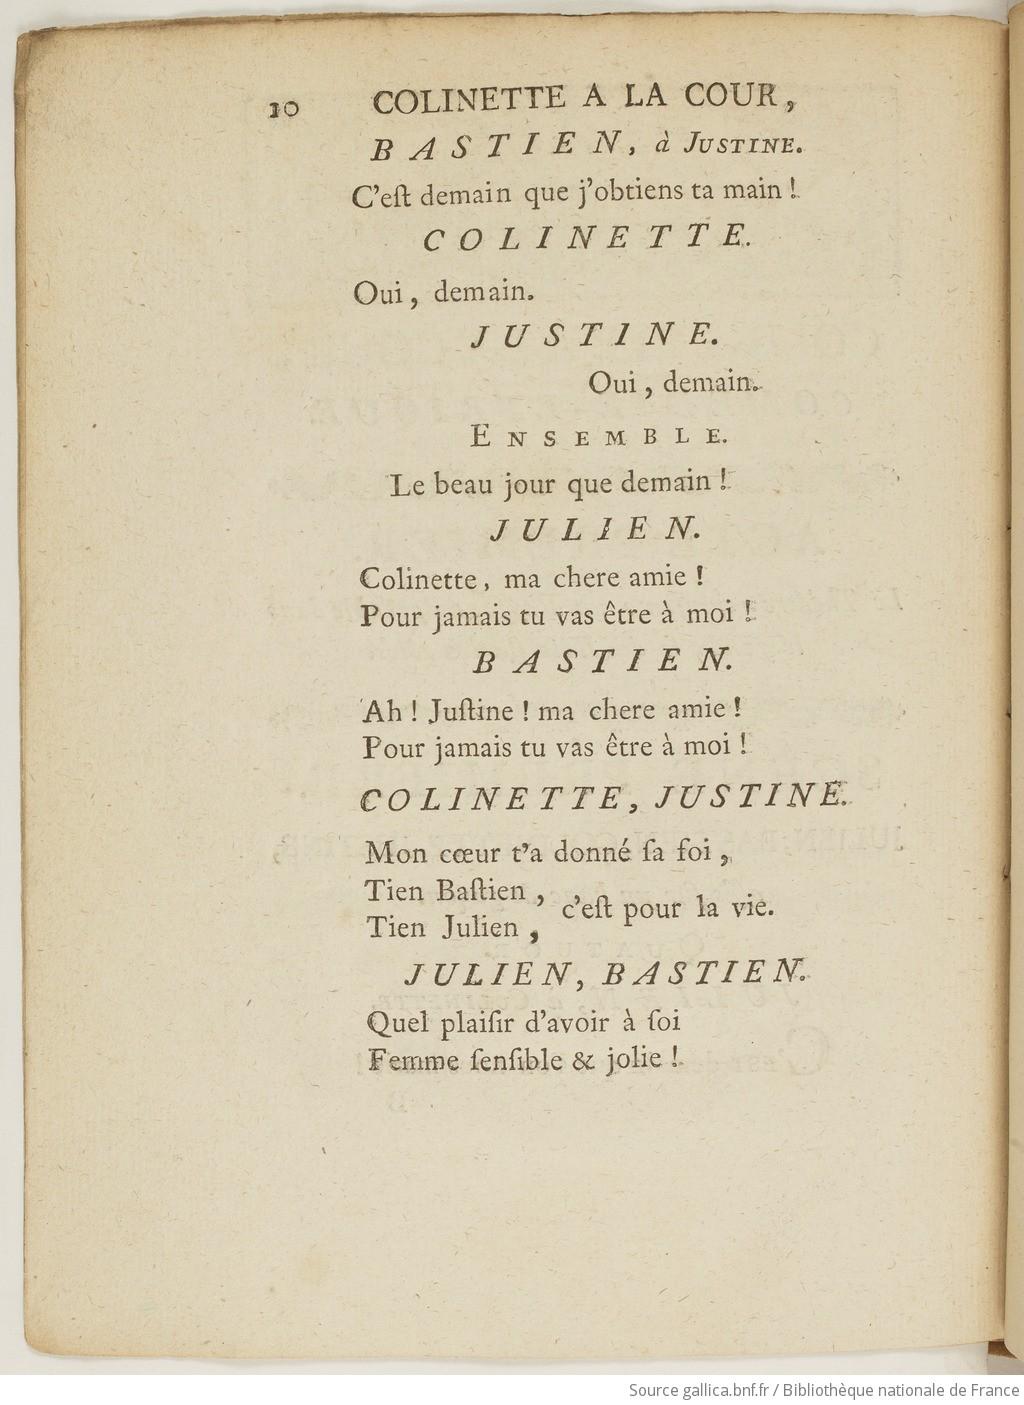 10 COLINETTE A LA COUR,
BASTIEN, à JUSTINE.
C'eſt demain que j'obtiens ta main !
COLINETTE.
Oui, demain.
JUSTINE.
Oui, demain.
ENSEMBLE.
Le beau jour que demain !
JULIEN.
Colinette, ma chere amie !
Pour jamais tu vas être à moi !
BASTIEN.
Ah ! Juſtine ! ma chere amie !
Pour jamais tu vas être à moi !
COLINETTE, JUSTINE.
Mon cœur t'a donné ſa foi,
Tien Baſtien,
Tien Julien,
c'eſt pour la vie.
JULIEN, BASTIEN.
Quel plaiſir d'avoir à ſoi
Femme ſenſible & jolie !
Source gallica.bnf.fr / Bibliothèque nationale de France